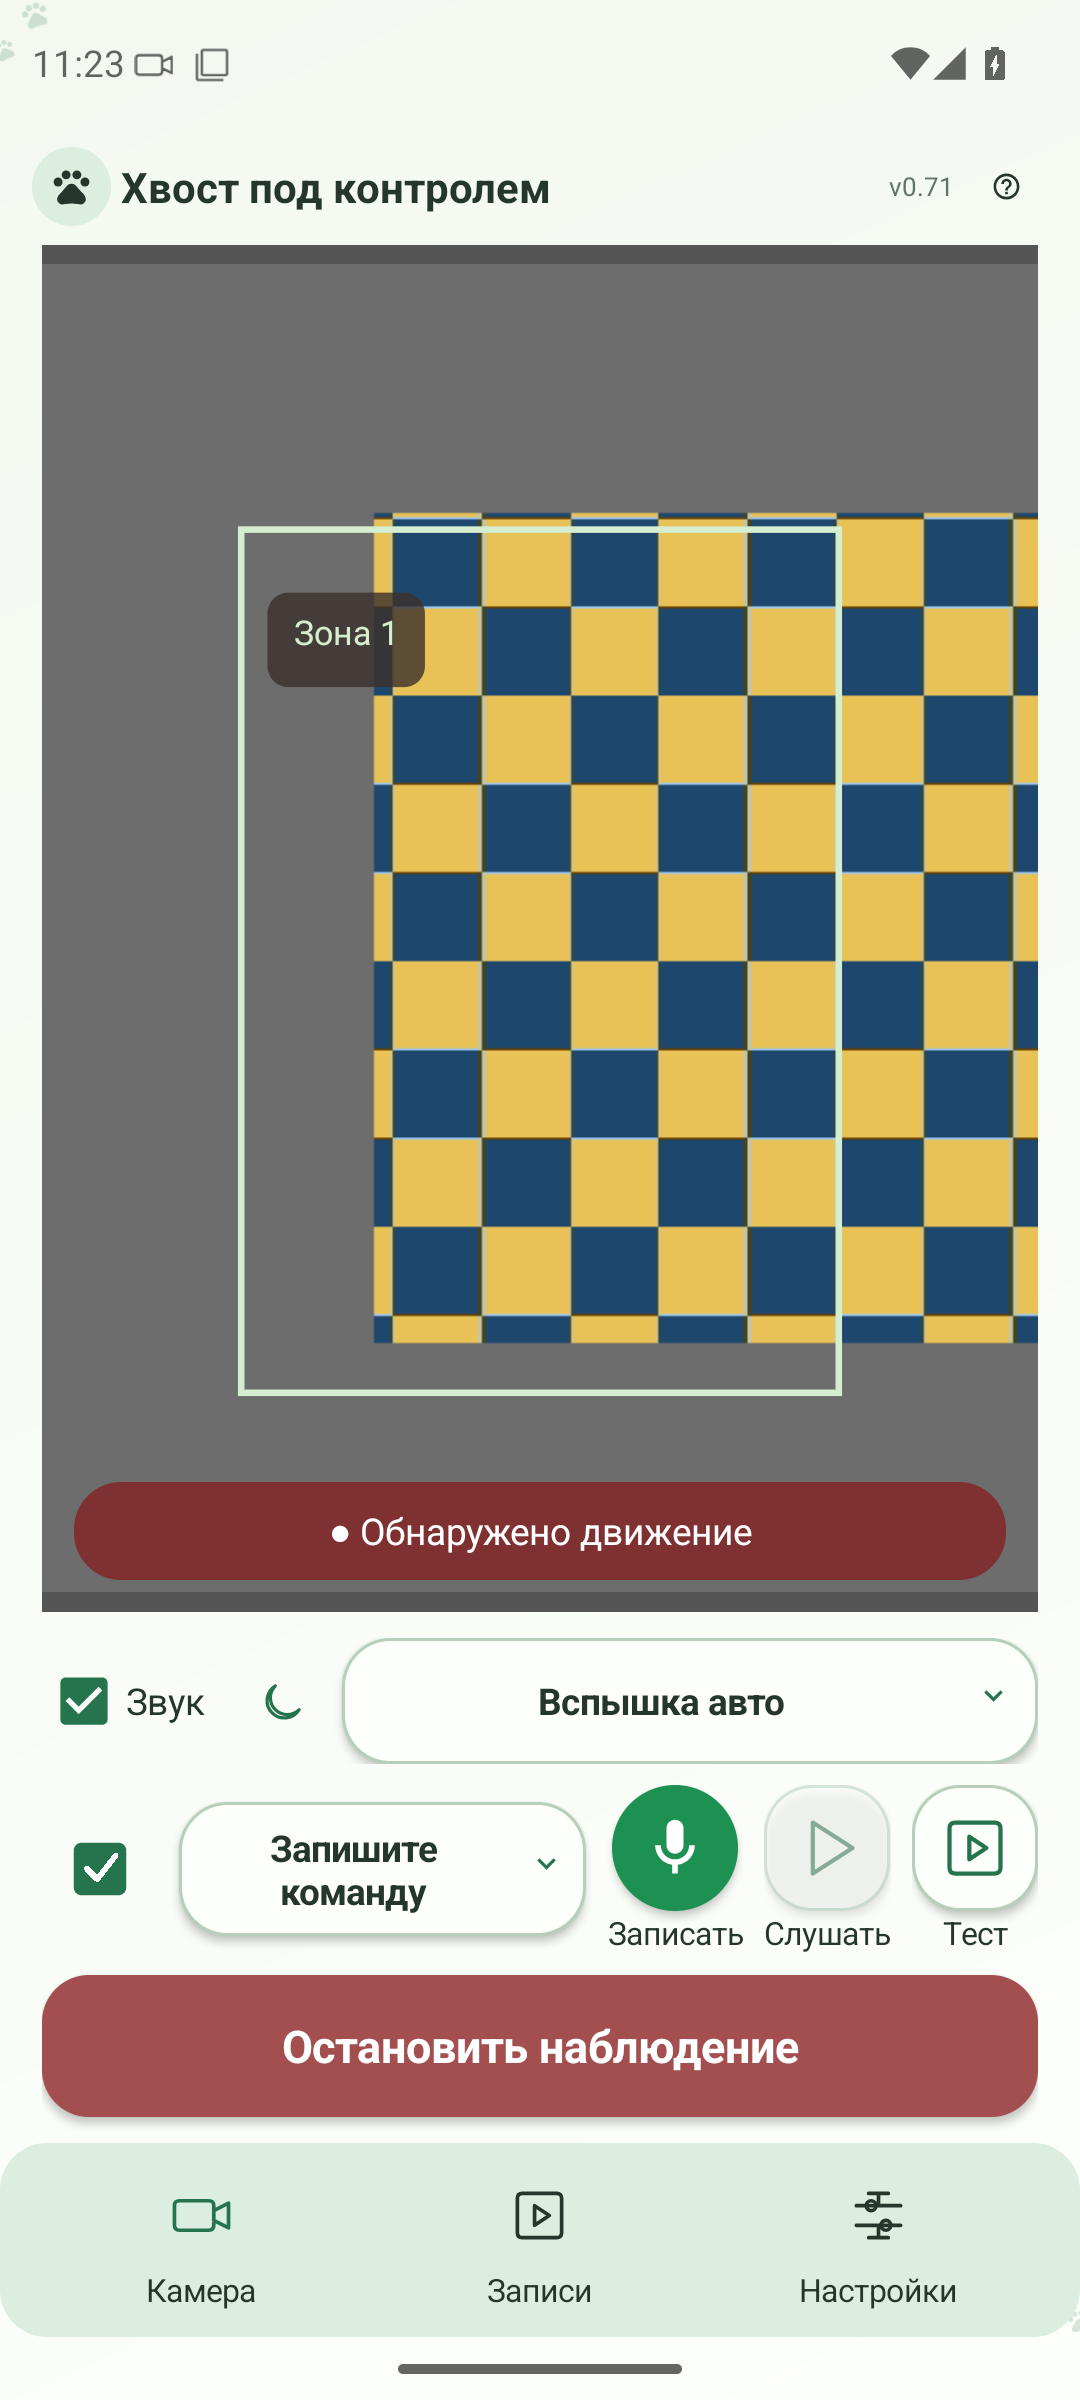 11:23
Хвост под контролем
v0.71
Зона 1
Обнаружено движение
Звук
Вспышка авто
Запишите
команду
Записать
Слушать
Тест
Остановить наблюдение
Камера
Записи
Настройки